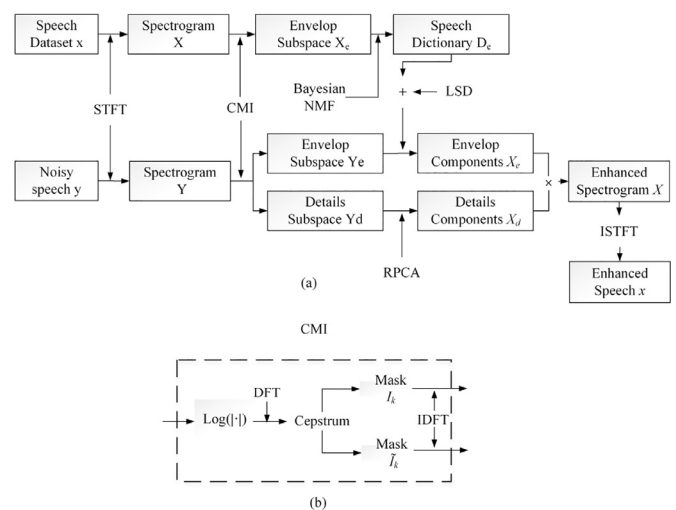 Speech
Dataset x
Spectrogram
X
Envelop
Subspace Xe
Speech
Dictionary De
STFT
CMI
Bayesian
NMF
+
LSD
Noisy
speech y
Spectrogram
Y
Envelop
Subspace Ye
Envelop
Components Xe
Details
Subspace Yd
Details
Components Xd
×
Enhanced
Spectrogram X
RPCA
ISTFT
Enhanced
Speech x
(a)
CMI
Log(|·|)
DFT
Cepstrum
Mask
Ik
IDFT
Mask
Ĩk
(b)